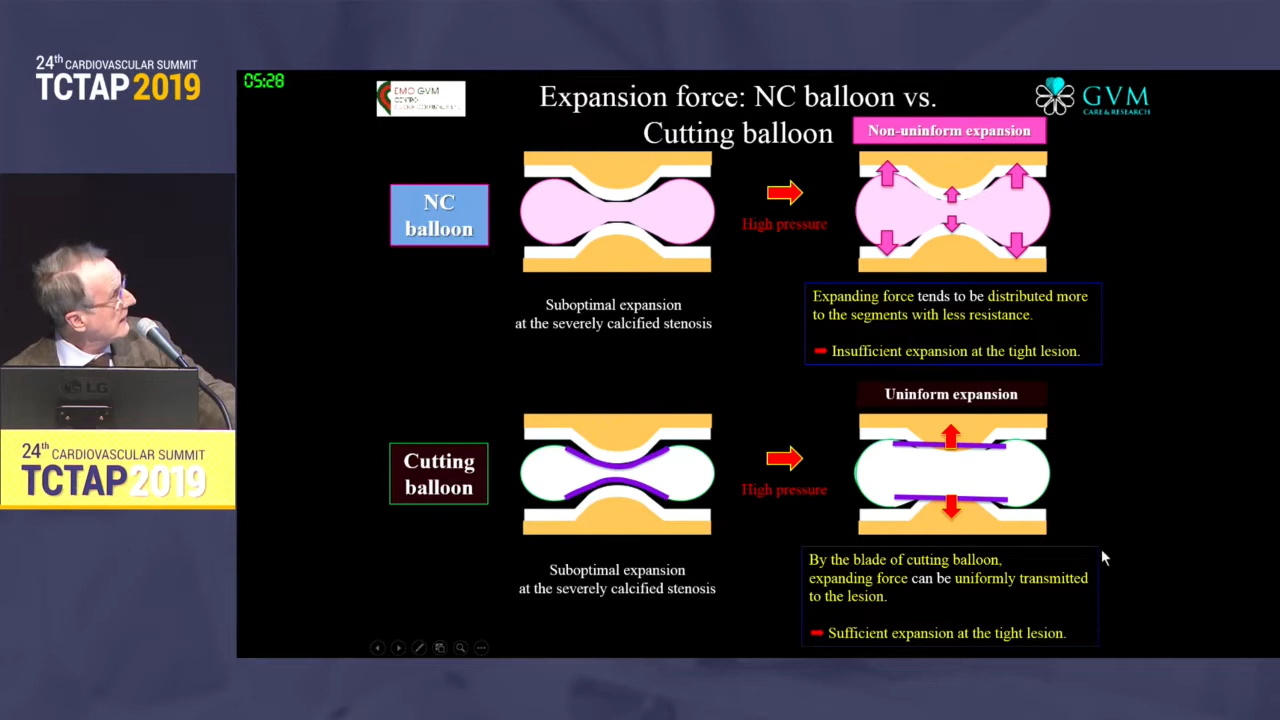 24th CARDIOVASCULAR SUMMIT
TCTAP 2019
05:28
EMO GVM
CENTRO
Expansion force: NC balloon vs.
Cutting balloon
GVM
CARE & RESEARCH
Non-uniform expansion
NC
balloon
High pressure
Suboptimal expansion
at the severely calcified stenosis
Expanding force tends to be distributed more
to the segments with less resistance.
Insufficient expansion at the tight lesion.
Uninform expansion
Cutting
balloon
High pressure
Suboptimal expansion
at the severely calcified stenosis
By the blade of cutting balloon,
expanding force can be uniformly transmitted
to the lesion.
Sufficient expansion at the tight lesion.
LG
24th CARDIOVASCULAR SUMMIT
TCTAP 2019